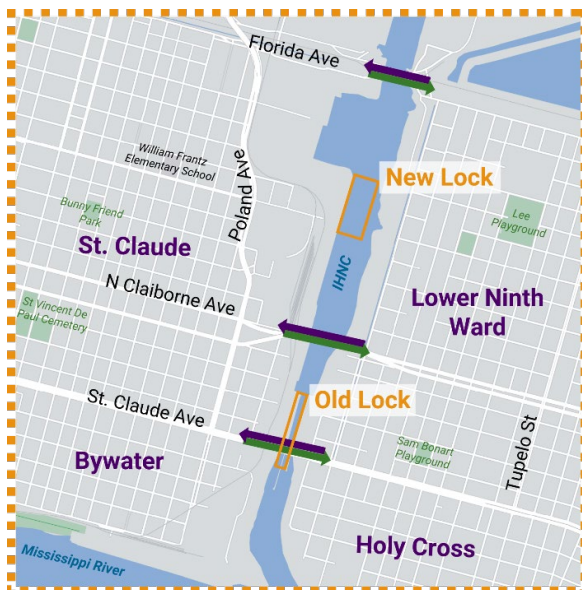 Florida Ave
William Frantz
Elementary School
Poland Ave
New Lock
Bunny Friend
Park
Lee
Playground
St. Claude
IHNC
N Claiborne Ave
Lower Ninth
Ward
St Vincent De
Paul Cemetery
St. Claude Ave
Old Lock
Bywater
Sam Bonart
Playground
Tupelo St
Holy Cross
Mississippi River